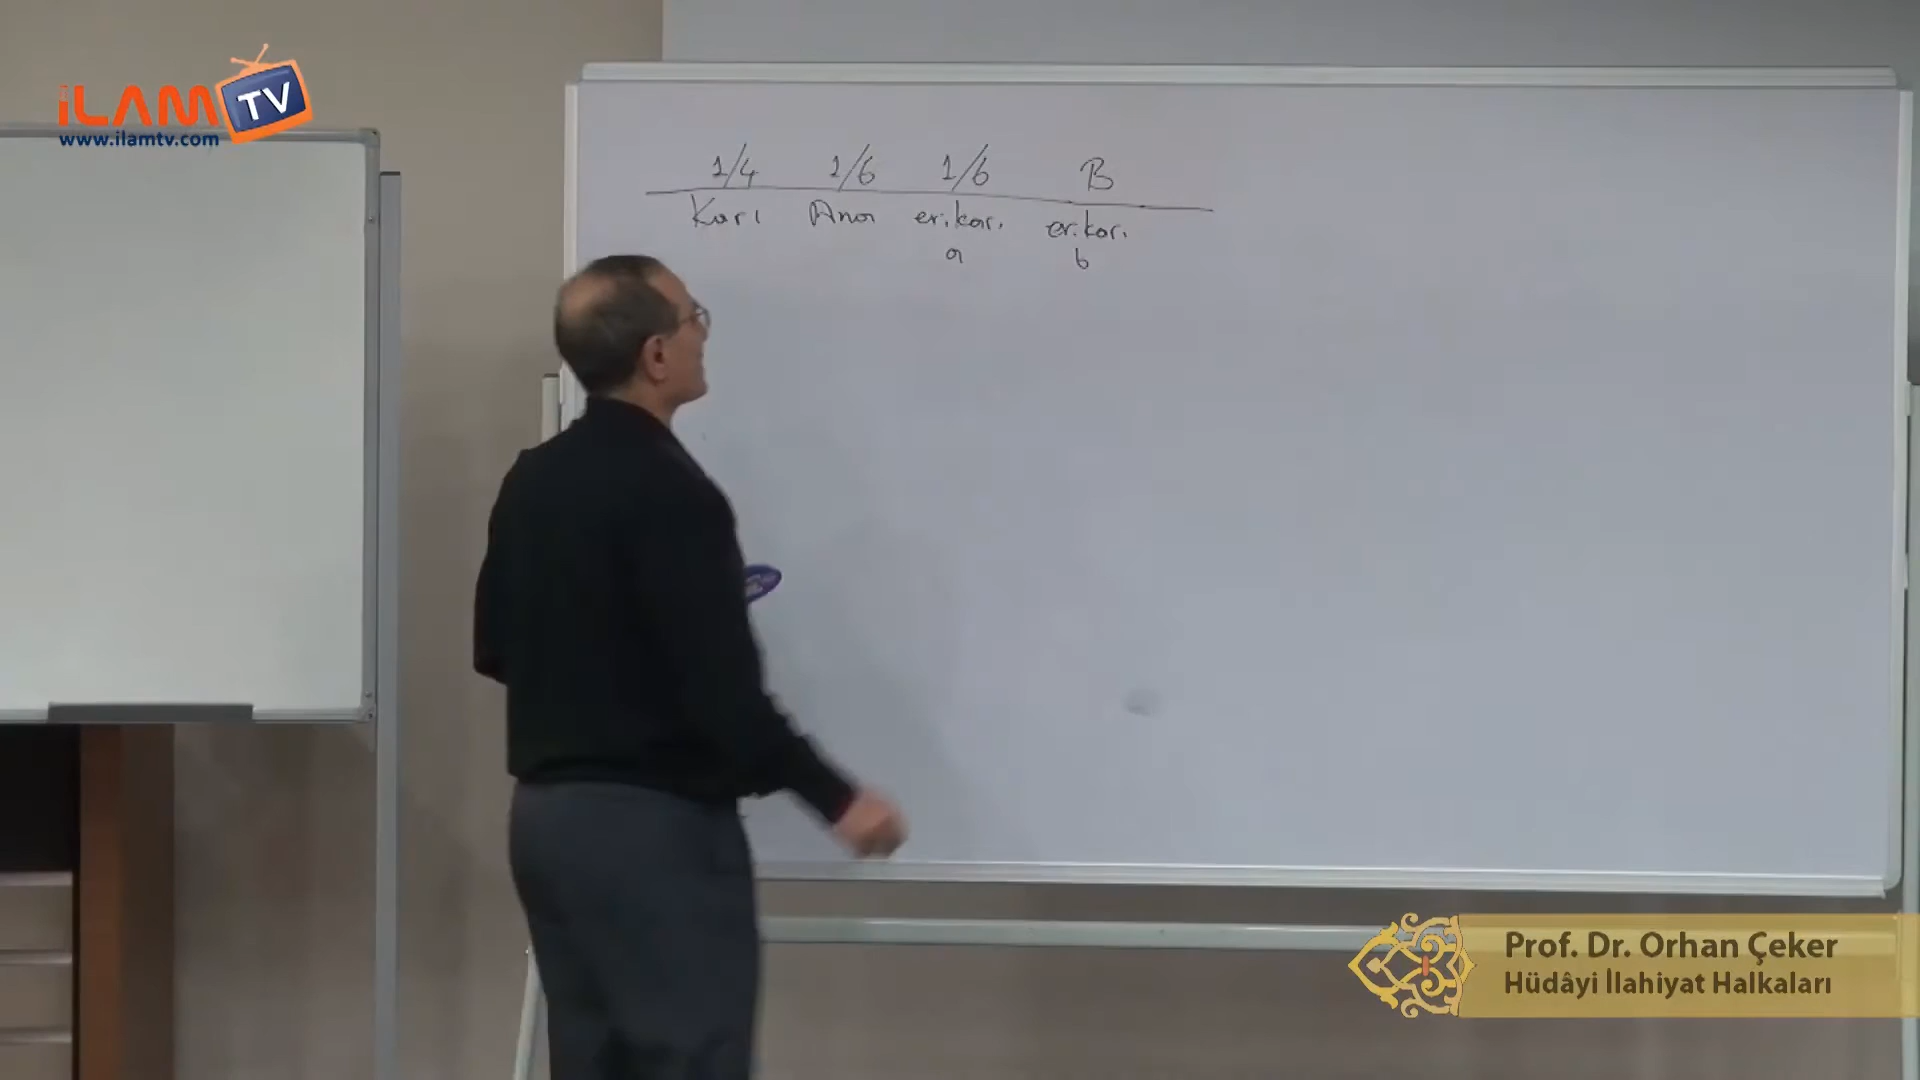 iLAM TV
www.ilamtv.com
1/4 1/6 1/6 B
Karı Ana er.kar. er.kar.
a b
Prof. Dr. Orhan Çeker
Hüdâyi İlahiyat Halkaları